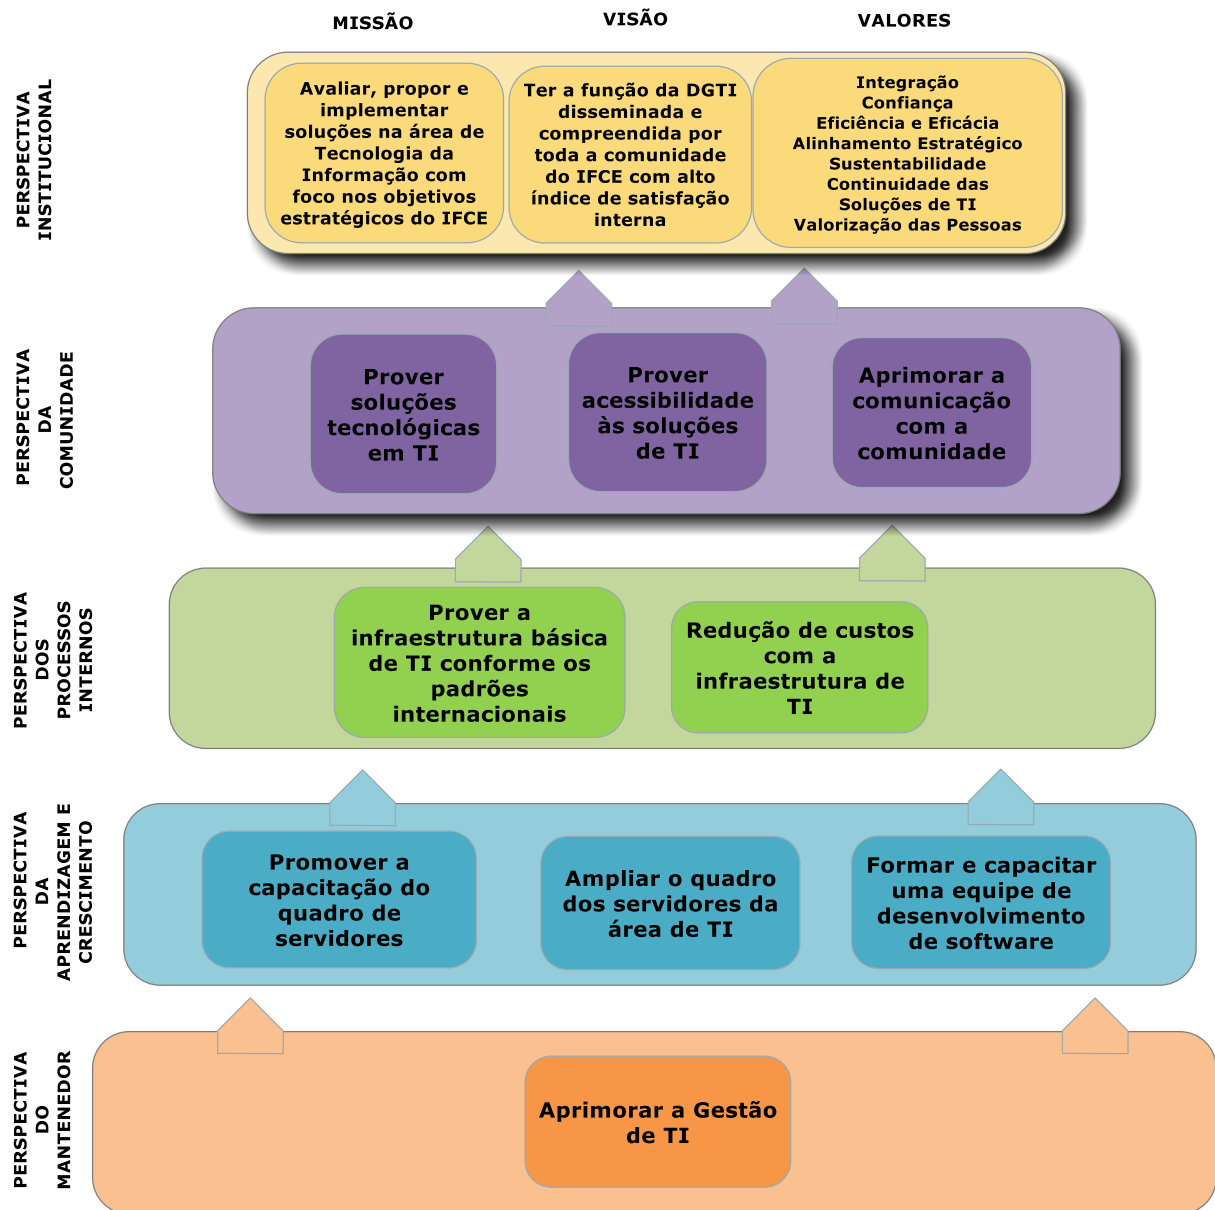 MISSÃO
VISÃO
VALORES
PERSPECTIVA
INSTITUCIONAL
Avaliar, propor e
implementar
soluções na área de
Tecnologia da
Informação com
foco nos objetivos
estratégicos do IFCE
Ter a função da DGTI
disseminada e
compreendida por
toda a comunidade
do IFCE com alto
índice de satisfação
interna
Integração
Confiança
Eficiência e Eficácia
Alinhamento Estratégico
Sustentabilidade
Continuidade das
Soluções de TI
Valorização das Pessoas
PERSPECTIVA
DA
COMUNIDADE
Prover
soluções
tecnológicas
em TI
Prover
acessibilidade
às soluções
de TI
Aprimorar a
comunicação
com a
comunidade
PERSPECTIVA
DOS
PROCESSOS
INTERNOS
Prover a
infraestrutura básica
de TI conforme os
padrões
internacionais
Redução de custos
com a
infraestrutura de
TI
PERSPECTIVA
DA
APRENDIZAGEM E
CRESCIMENTO
Promover a
capacitação do
quadro de
servidores
Ampliar o quadro
dos servidores da
área de TI
Formar e capacitar
uma equipe de
desenvolvimento
de software
PERSPECTIVA
DO
MANTENEDOR
Aprimorar a Gestão
de TI